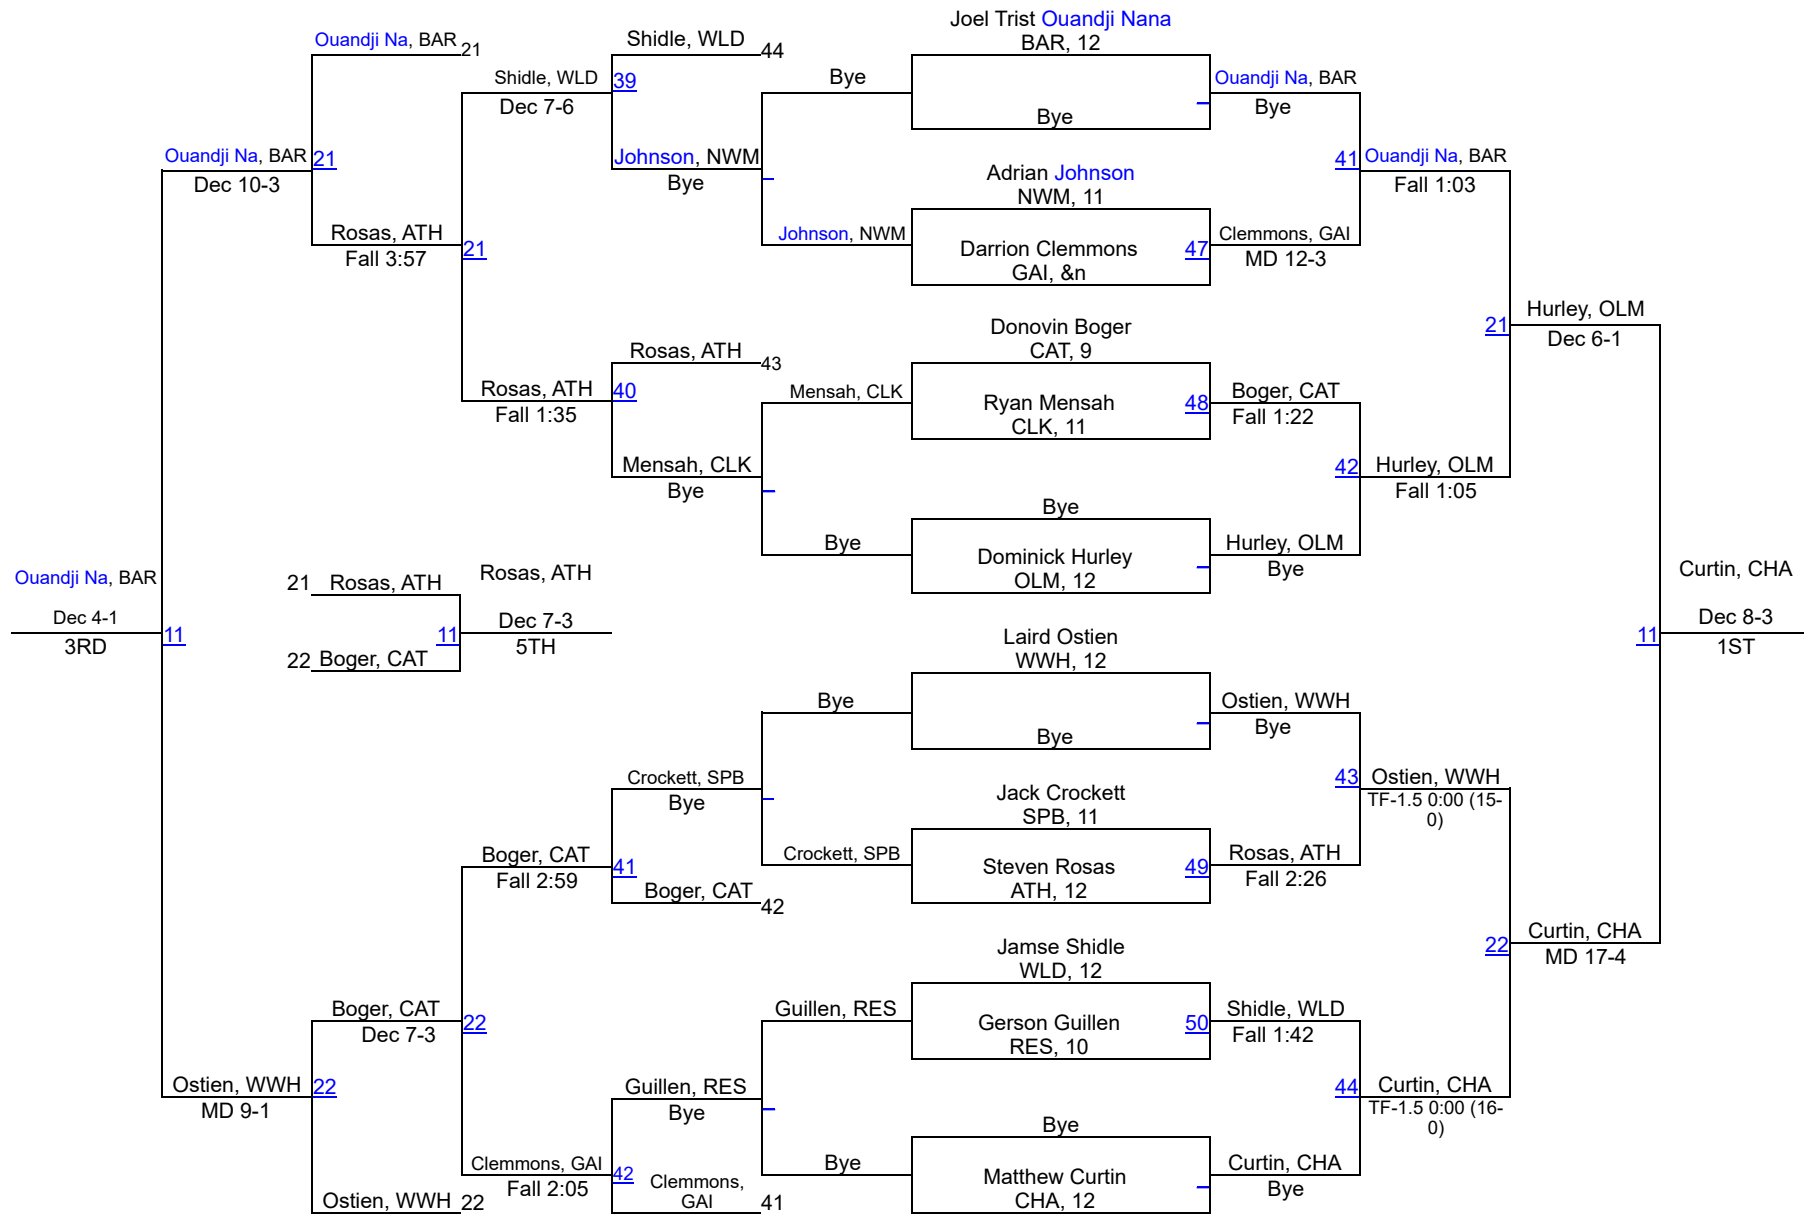 Joel Trist Ouandji Nana
BAR, 12
Ouandji Na, BAR 21
Shidle, WLD 44
Shidle, WLD 39
Dec 7-6
Bye
Ouandji Na, BAR
Bye
Bye
Ouandji Na, BAR 21
Dec 10-3
Johnson, NWM
Bye
Adrian Johnson
NWM, 11
41 Ouandji Na, BAR
Fall 1:03
Rosas, ATH 21
Fall 3:57
Johnson, NWM
Darrion Clemmons 47
GAI, &n
Clemmons, GAI
MD 12-3
21 Hurley, OLM
Dec 6-1
Donovin Boger
CAT, 9
Rosas, ATH 43
Rosas, ATH 40
Fall 1:35
Mensah, CLK
Ryan Mensah 48
CLK, 11
Boger, CAT
Fall 1:22
Mensah, CLK
Bye
42 Hurley, OLM
Fall 1:05
Bye
Bye
Dominick Hurley
OLM, 12
Hurley, OLM
Bye
Ouandji Na, BAR
Dec 4-1
3RD 11
21 Rosas, ATH
22 Boger, CAT
Rosas, ATH
11 Dec 7-3
5TH
Curtin, CHA
11 Dec 8-3
1ST
Laird Ostien
WWH, 12
Bye
Bye
Ostien, WWH
Bye
Crockett, SPB
Bye
Jack Crockett
SPB, 11
43 Ostien, WWH
TF-1.5 0:00 (15-
0)
Boger, CAT 41
Fall 2:59
Boger, CAT 42
Crockett, SPB
Steven Rosas 49
ATH, 12
Rosas, ATH
Fall 2:26
22 Curtin, CHA
MD 17-4
Jamse Shidle
WLD, 12
Boger, CAT 22
Dec 7-3
Guillen, RES
Gerson Guillen 50
RES, 10
Shidle, WLD
Fall 1:42
Ostien, WWH 22
MD 9-1
Guillen, RES
Bye
44 Curtin, CHA
TF-1.5 0:00 (16-
0)
Bye
Clemmons, GAI 42
Fall 2:05
Clemmons,
GAI 41
Bye
Matthew Curtin
CHA, 12
Curtin, CHA
Bye
Ostien, WWH 22